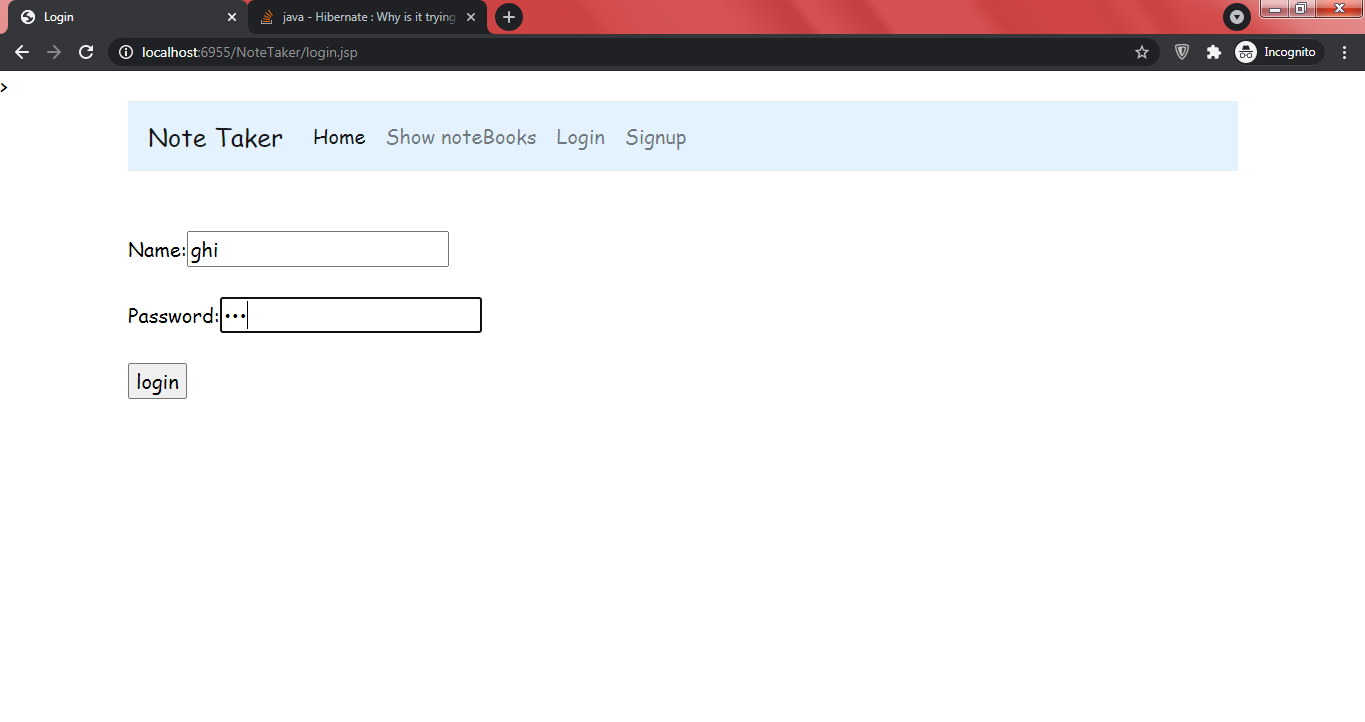 Login
java - Hibernate : Why is it trying
localhost:6955/NoteTaker/login.jsp
Incognito
>
Note Taker Home Show noteBooks Login Signup
Name: ghi
Password: •••
login